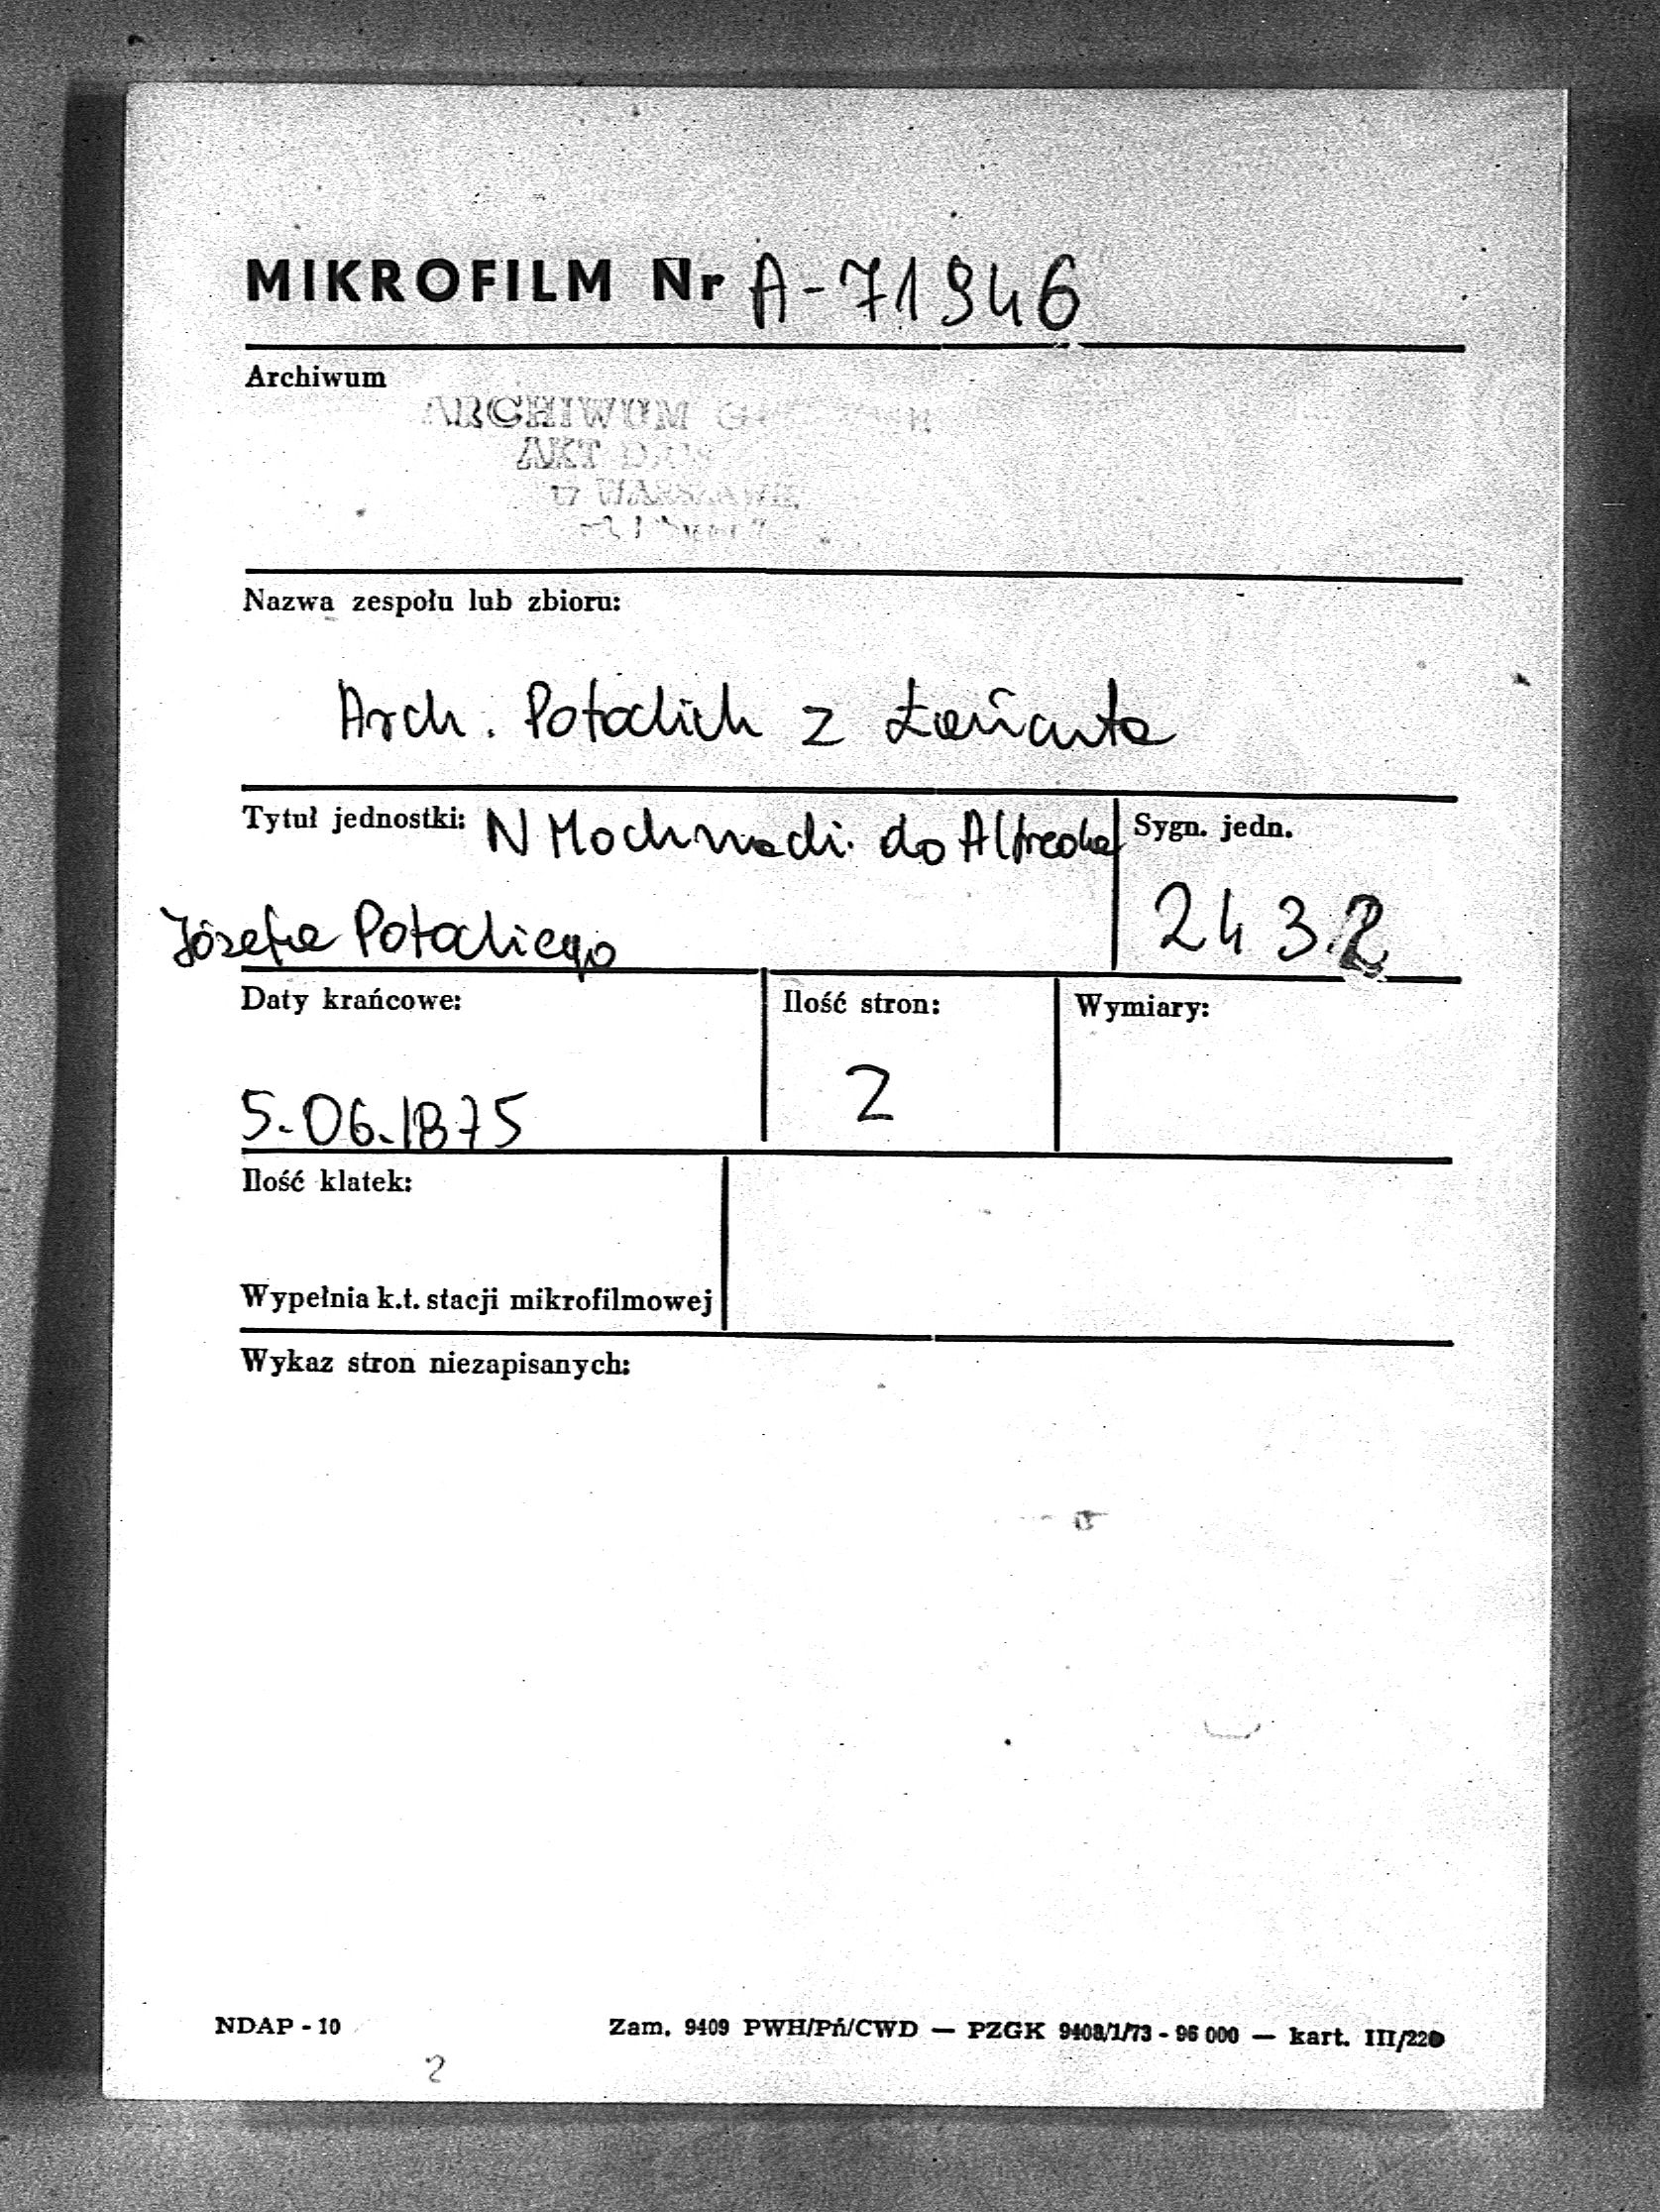 MIKROFILM Nr A-71946
Archiwum
ARCHIWUM
AKT
W WARSZAWIE
Nazwa zespołu lub zbioru:
Arch. Potockich z Łańcuta
Tytuł jednostki: N Mochnacki do Alfreda
Sygn. jedn.
Józefa Potockiego
243.2
Daty krańcowe:
Ilość stron:
Wymiary:
5.06.1875
2
Ilość klatek:
Wypełnia k.t. stacji mikrofilmowej
Wykaz stron niezapisanych:
NDAP - 10
Zam. 9409 PWH/Pń/CWD — PZGK 9408/1/73 - 96 000 — kart. III/220
2